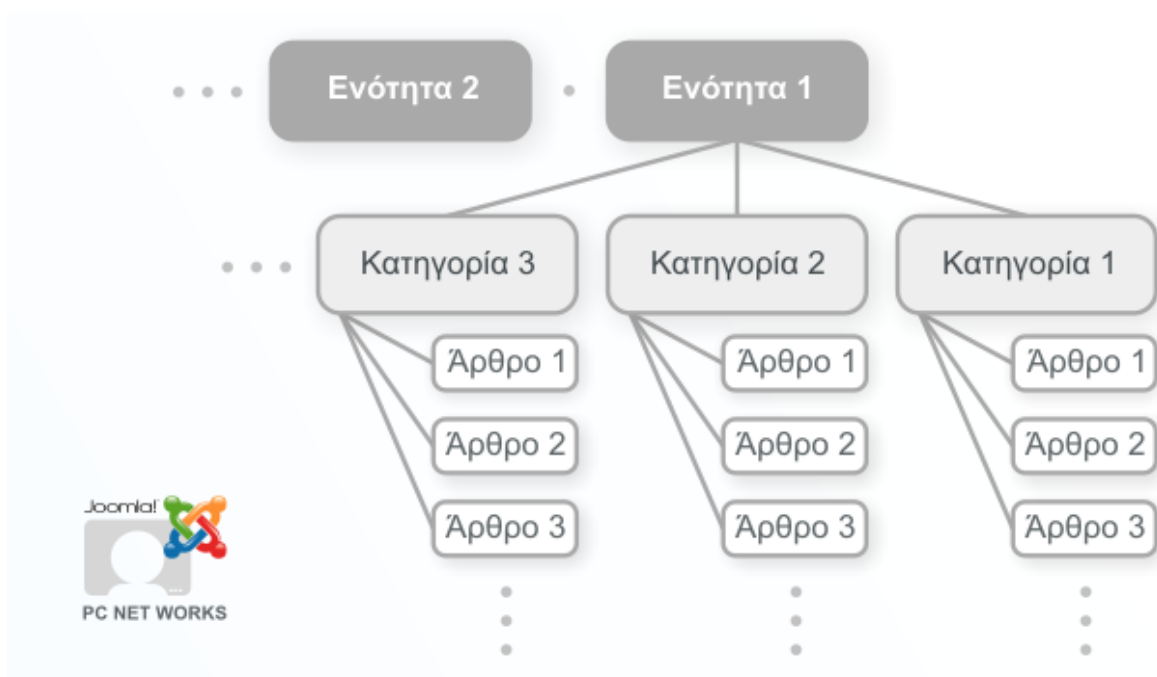 Ενότητα 2
Ενότητα 1
Κατηγορία 3
Κατηγορία 2
Κατηγορία 1
Άρθρο 1
Άρθρο 1
Άρθρο 1
Άρθρο 2
Άρθρο 2
Άρθρο 2
Άρθρο 3
Άρθρο 3
Άρθρο 3
Joomla!
PC NET WORKS